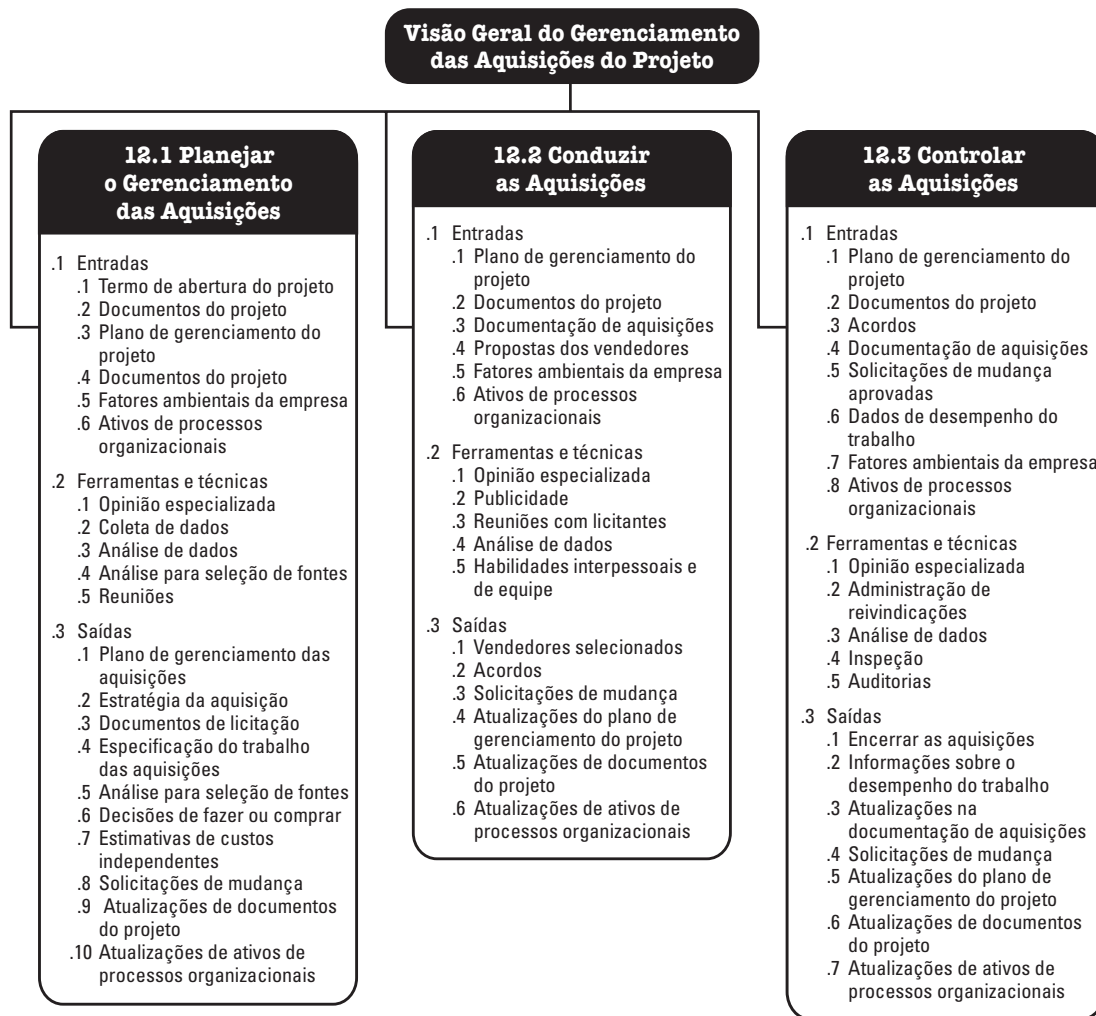 Visão Geral do Gerenciamento
das Aquisições do Projeto
12.1 Planejar
o Gerenciamento
das Aquisições
.1 Entradas
.1 Termo de abertura do projeto
.2 Documentos do projeto
.3 Plano de gerenciamento do
projeto
.4 Documentos do projeto
.5 Fatores ambientais da empresa
.6 Ativos de processos
organizacionais
.2 Ferramentas e técnicas
.1 Opinião especializada
.2 Coleta de dados
.3 Análise de dados
.4 Análise para seleção de fontes
.5 Reuniões
.3 Saídas
.1 Plano de gerenciamento das
aquisições
.2 Estratégia da aquisição
.3 Documentos de licitação
.4 Especificação do trabalho
das aquisições
.5 Análise para seleção de fontes
.6 Decisões de fazer ou comprar
.7 Estimativas de custos
independentes
.8 Solicitações de mudança
.9 Atualizações de documentos
do projeto
.10 Atualizações de ativos de
processos organizacionais
12.2 Conduzir
as Aquisições
.1 Entradas
.1 Plano de gerenciamento do
projeto
.2 Documentos do projeto
.3 Documentação de aquisições
.4 Propostas dos vendedores
.5 Fatores ambientais da empresa
.6 Ativos de processos
organizacionais
.2 Ferramentas e técnicas
.1 Opinião especializada
.2 Publicidade
.3 Reuniões com licitantes
.4 Análise de dados
.5 Habilidades interpessoais e
de equipe
.3 Saídas
.1 Vendedores selecionados
.2 Acordos
.3 Solicitações de mudança
.4 Atualizações do plano de
gerenciamento do projeto
.5 Atualizações de documentos
do projeto
.6 Atualizações de ativos de
processos organizacionais
12.3 Controlar
as Aquisições
.1 Entradas
.1 Plano de gerenciamento do
projeto
.2 Documentos do projeto
.3 Acordos
.4 Documentação de aquisições
.5 Solicitações de mudança
aprovadas
.6 Dados de desempenho do
trabalho
.7 Fatores ambientais da empresa
.8 Ativos de processos
organizacionais
.2 Ferramentas e técnicas
.1 Opinião especializada
.2 Administração de
reivindicações
.3 Análise de dados
.4 Inspeção
.5 Auditorias
.3 Saídas
.1 Encerrar as aquisições
.2 Informações sobre o
desempenho do trabalho
.3 Atualizações na
documentação de aquisições
.4 Solicitações de mudança
.5 Atualizações do plano de
gerenciamento do projeto
.6 Atualizações de documentos
do projeto
.7 Atualizações de ativos de
processos organizacionais